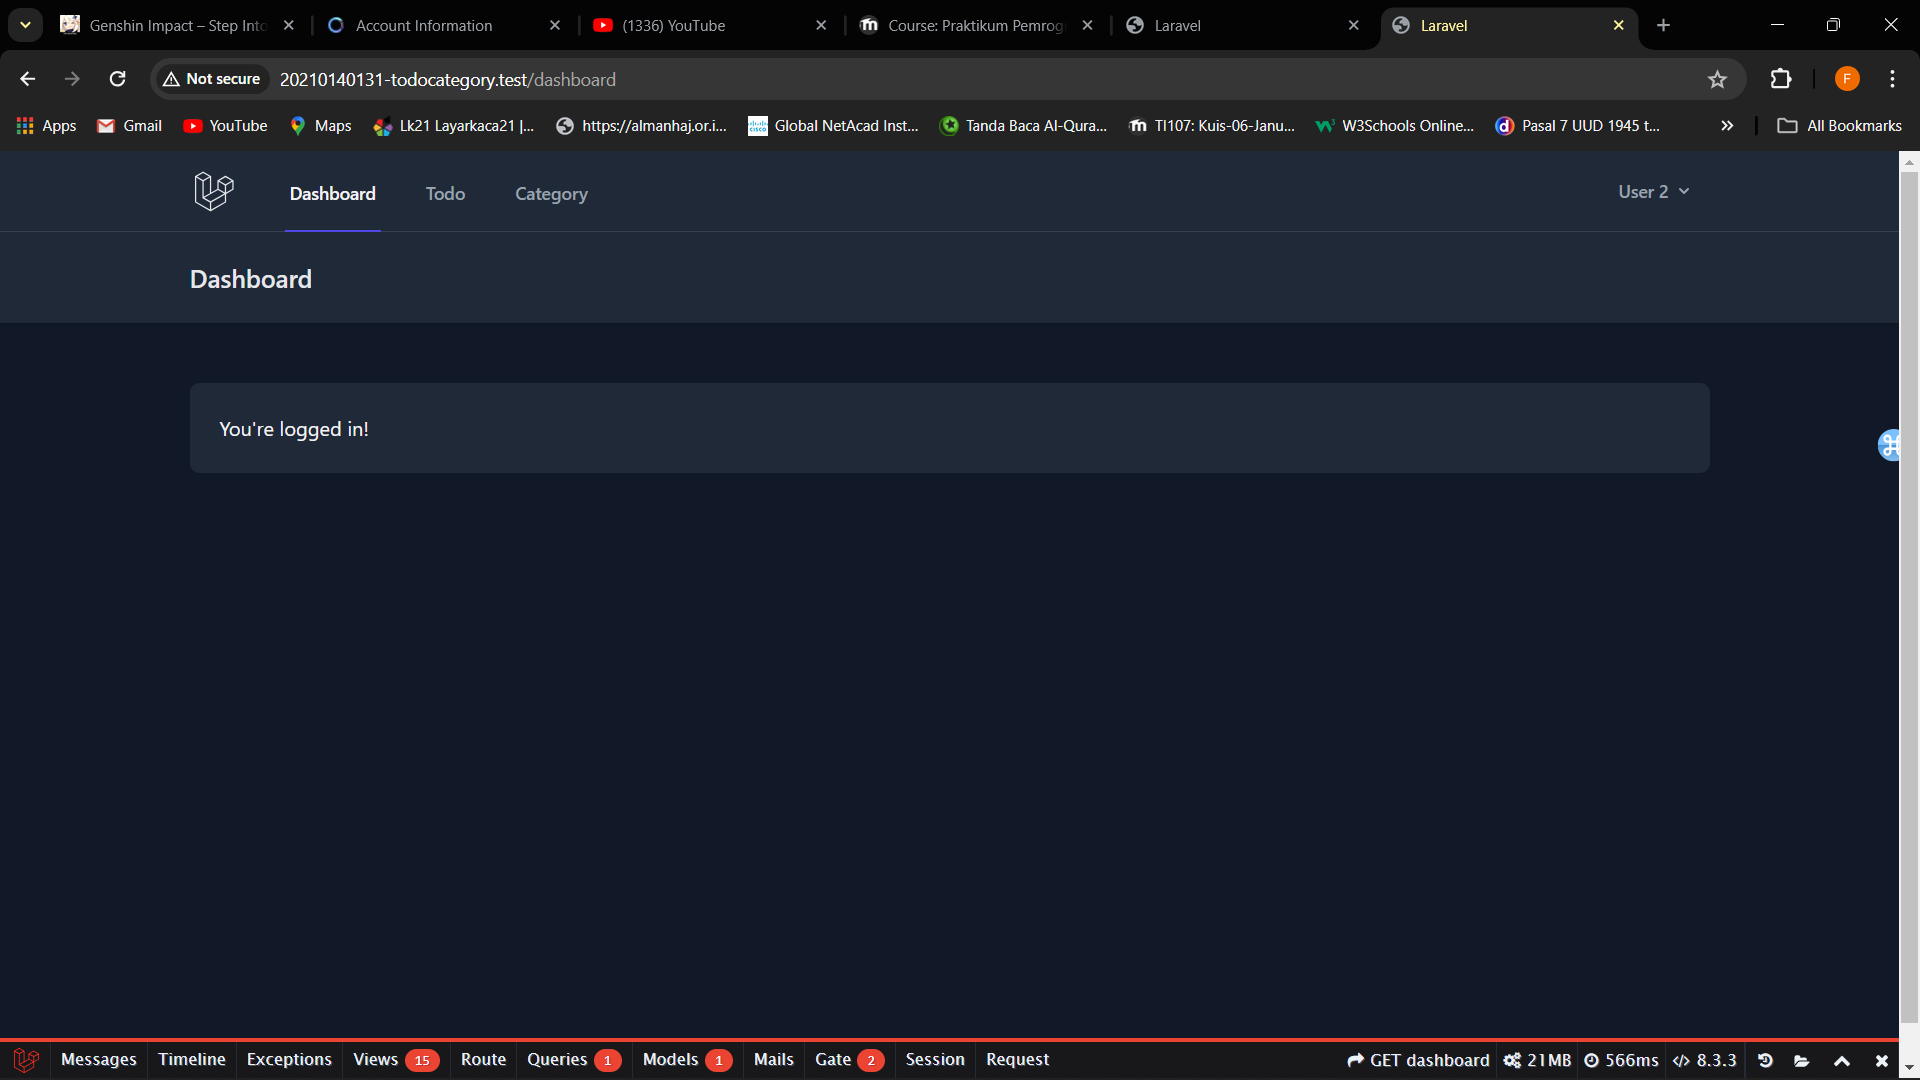 Genshin Impact – Step Into
Account Information
(1336) YouTube
Course: Praktikum Pemrog
Laravel
Laravel
Not secure
20210140131-todocategory.test/dashboard
F
Apps
Gmail
YouTube
Maps
Lk21 Layarkaca21 |...
https://almanhaj.or.i...
Global NetAcad Inst...
Tanda Baca Al-Qura...
TI107: Kuis-06-Janu...
W3Schools Online...
Pasal 7 UUD 1945 t...
All Bookmarks
Dashboard
Todo
Category
User 2
Dashboard
You're logged in!
Messages
Timeline
Exceptions
Views 15
Route
Queries 1
Models 1
Mails
Gate 2
Session
Request
GET dashboard
21MB
566ms
8.3.3